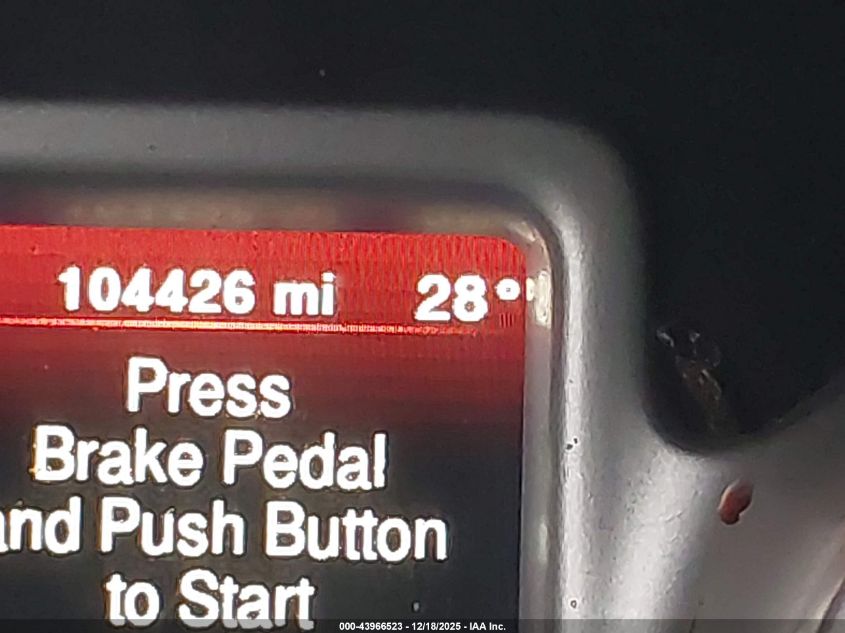 104426 mi 28°
Press
Brake Pedal
and Push Button
to Start
000-43966523 - 12/18/2025 - IAA Inc.